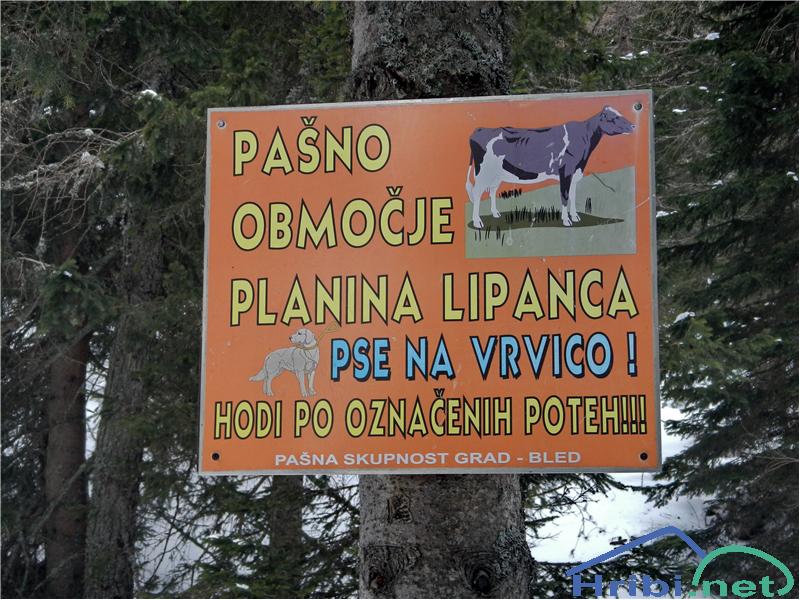 PAŠNO
OBMOČJE
PLANINA LIPANCA
PSE NA VRVICO !
HODI PO OZNAČENIH POTEH!!!
PAŠNA SKUPNOST GRAD - BLED
Hribi.net